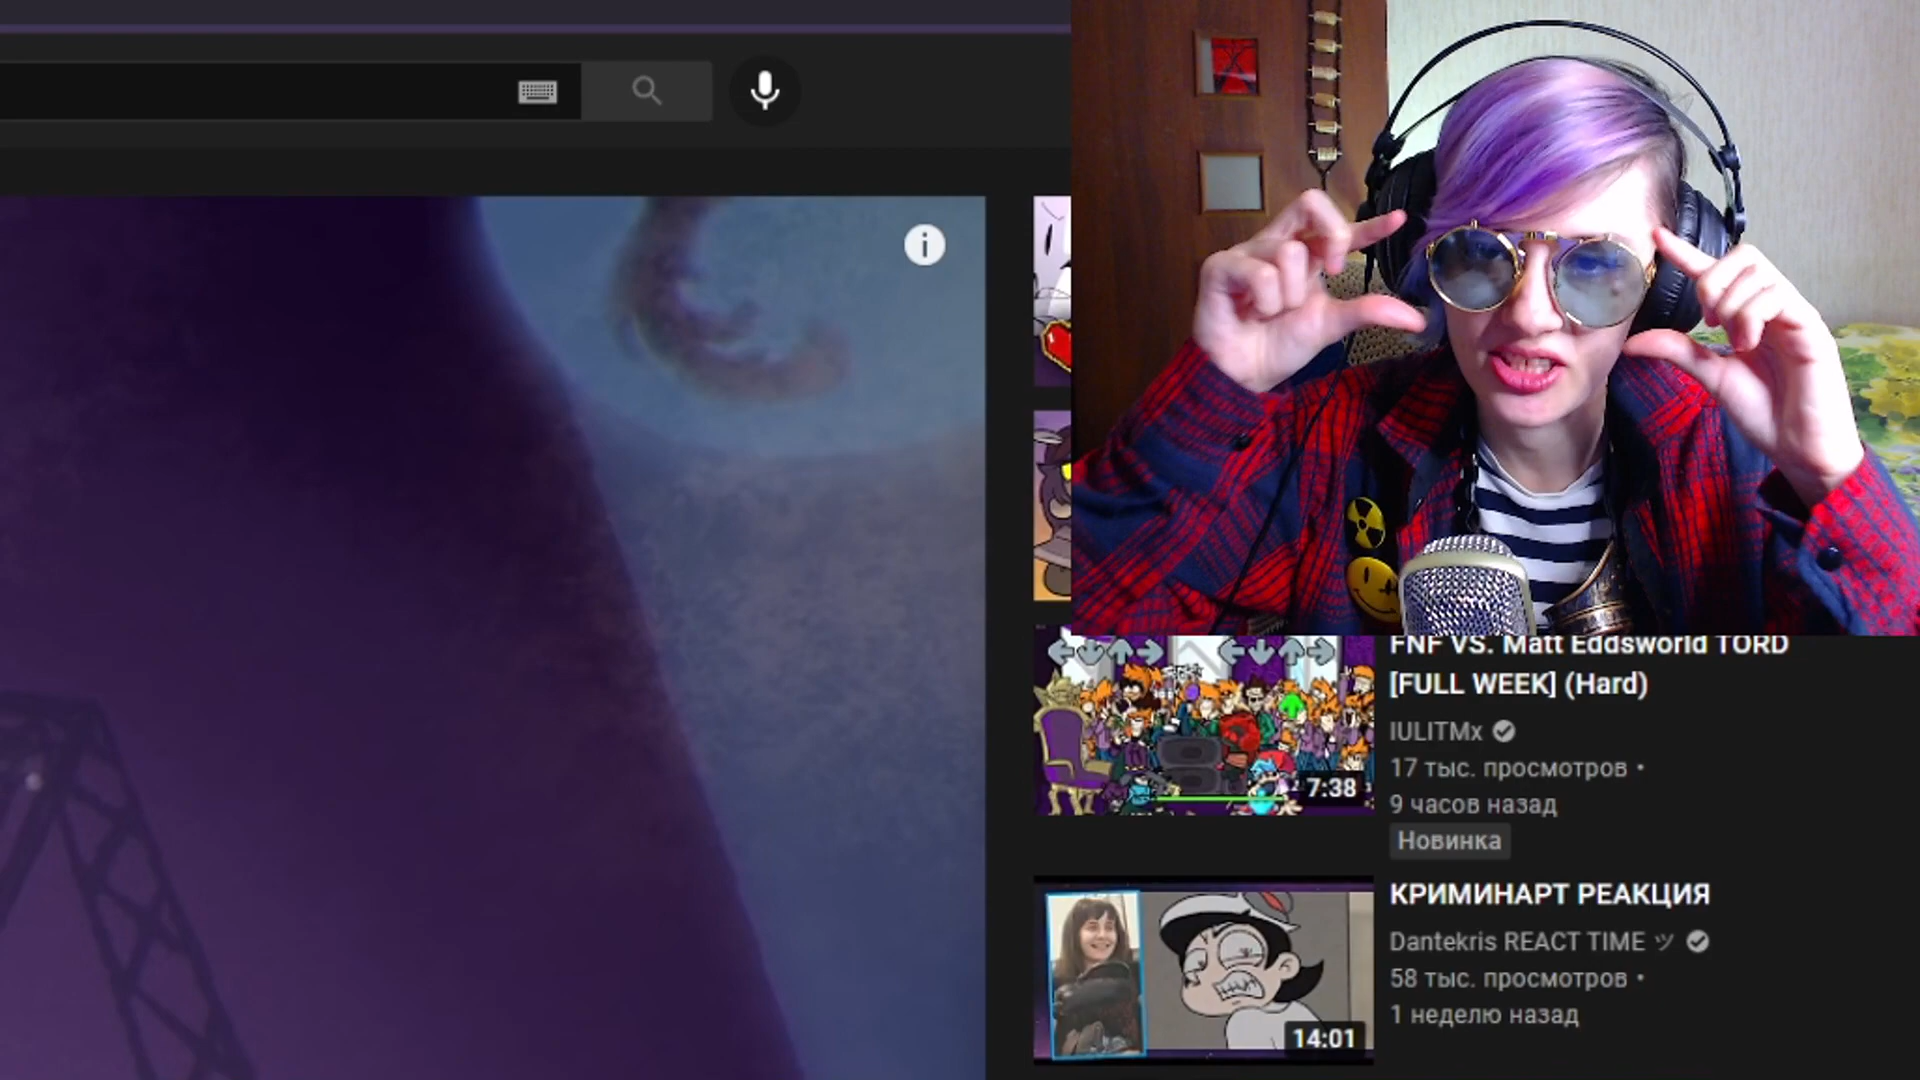 FNF VS. Matt Eddsworld TORD
[FULL WEEK] (Hard)
IULITMx
17 тыс. просмотров •
9 часов назад
Новинка
7:38
КРИМИНАРТ РЕАКЦИЯ
Dantekris REACT TIME ツ
58 тыс. просмотров •
1 неделю назад
14:01